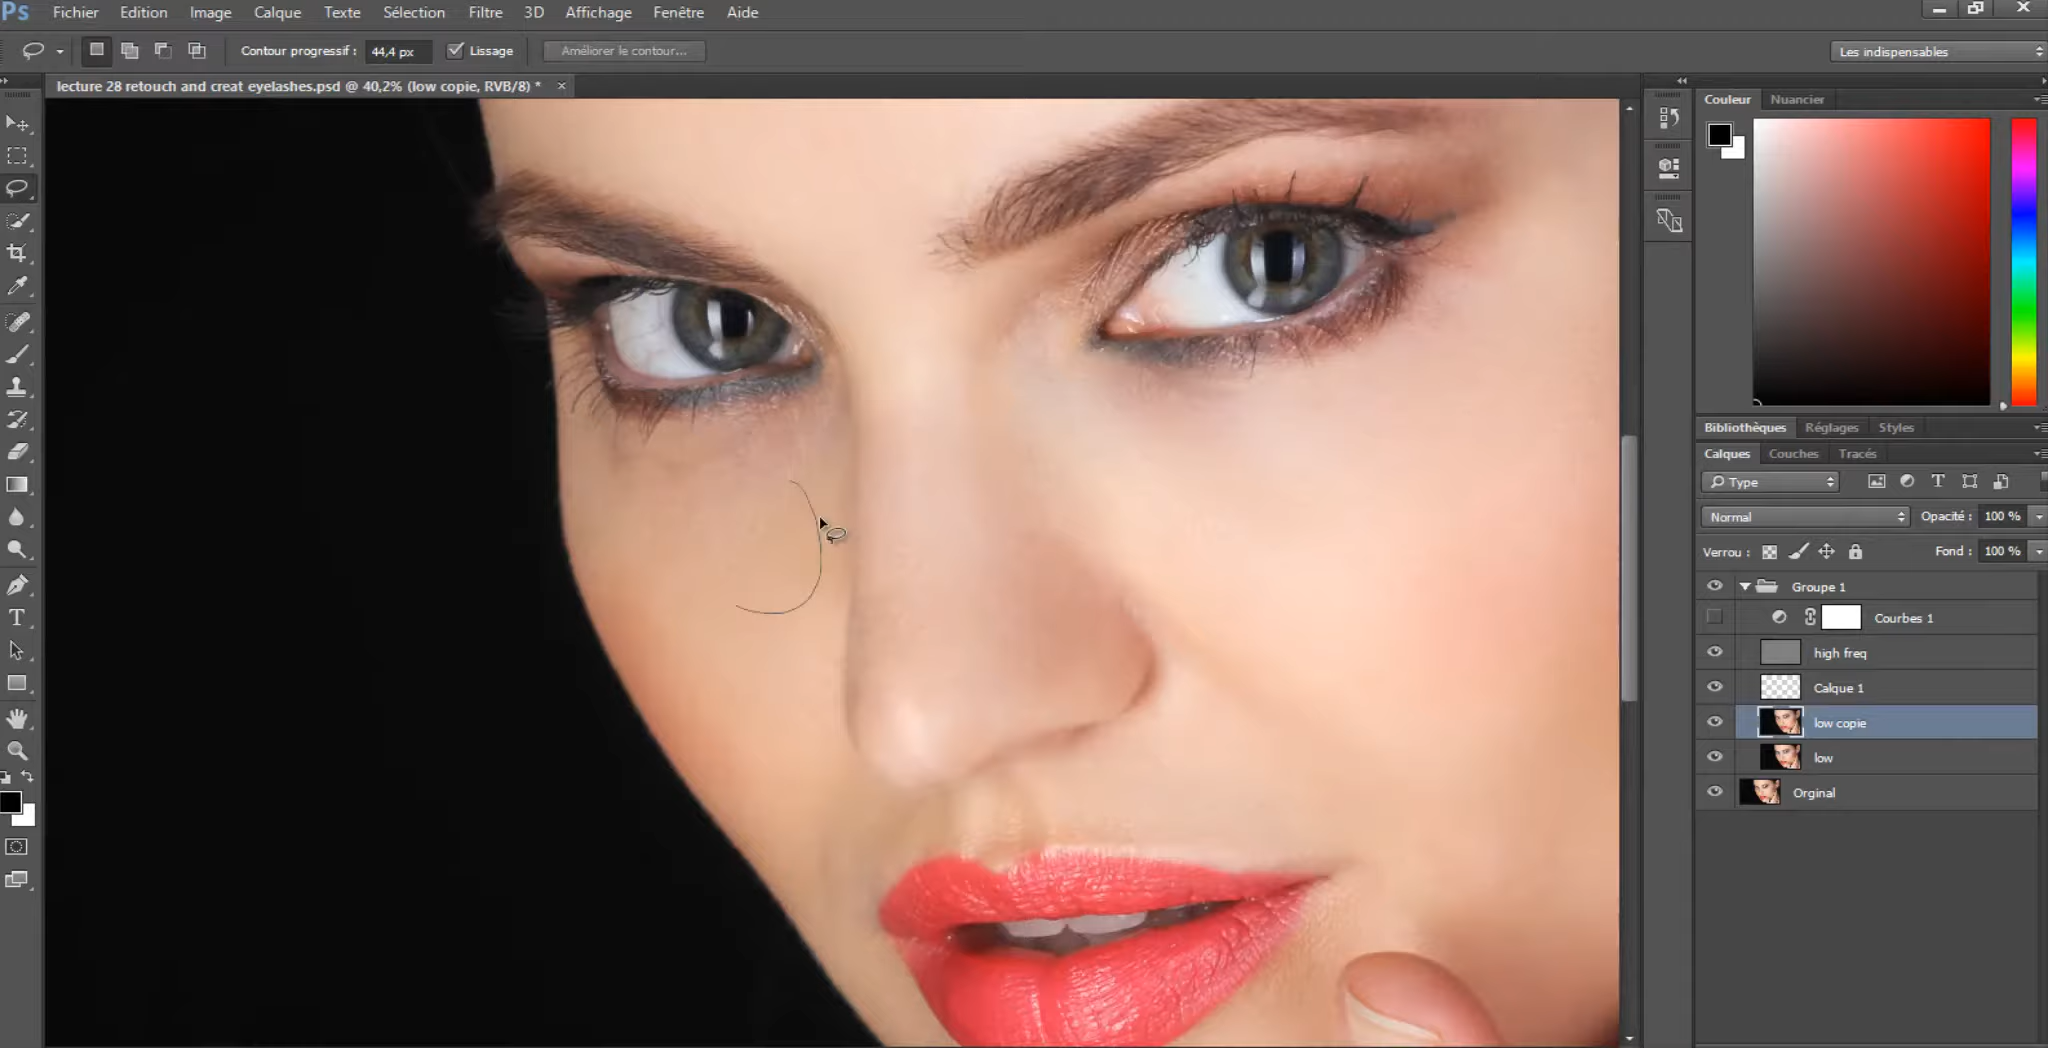 Ps Fichier Edition Image Calque Texte Sélection Filtre 3D Affichage Fenêtre Aide
Contour progressif : 44,4 px Lissage Améliorer le contour... Les indispensables
lecture 28 retouch and creat eyelashes.psd @ 40,2% (low copie, RVB/8) * ×
Couleur Nuancier
Bibliothèques Réglages Styles
Calques Couches Tracés
Type
Normal Opacité : 100 %
Verrou : Fond : 100 %
Groupe 1
Courbes 1
high freq
Calque 1
low copie
low
Orginal